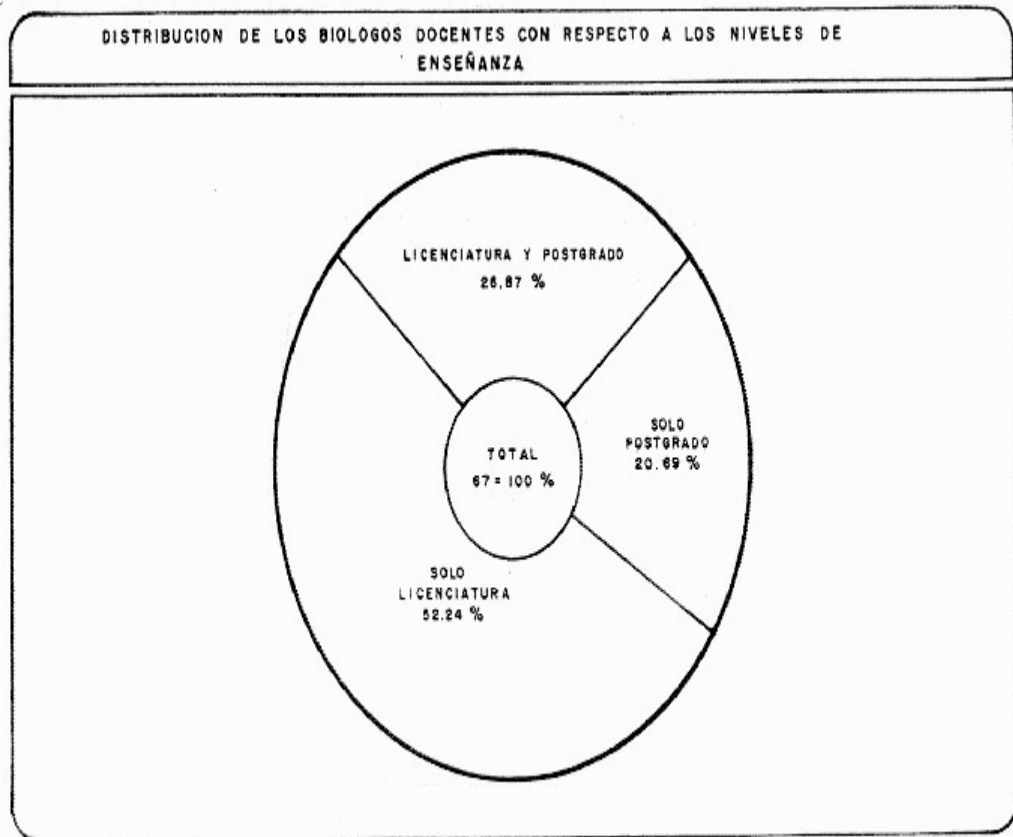 DISTRIBUCION DE LOS BIOLOGOS DOCENTES CON RESPECTO A LOS NIVELES DE
ENSEÑANZA
LICENCIATURA Y POSTGRADO
26.87 %
SOLO
POSTGRADO
20.69 %
TOTAL
67 = 100 %
SOLO
LICENCIATURA
52.24 %